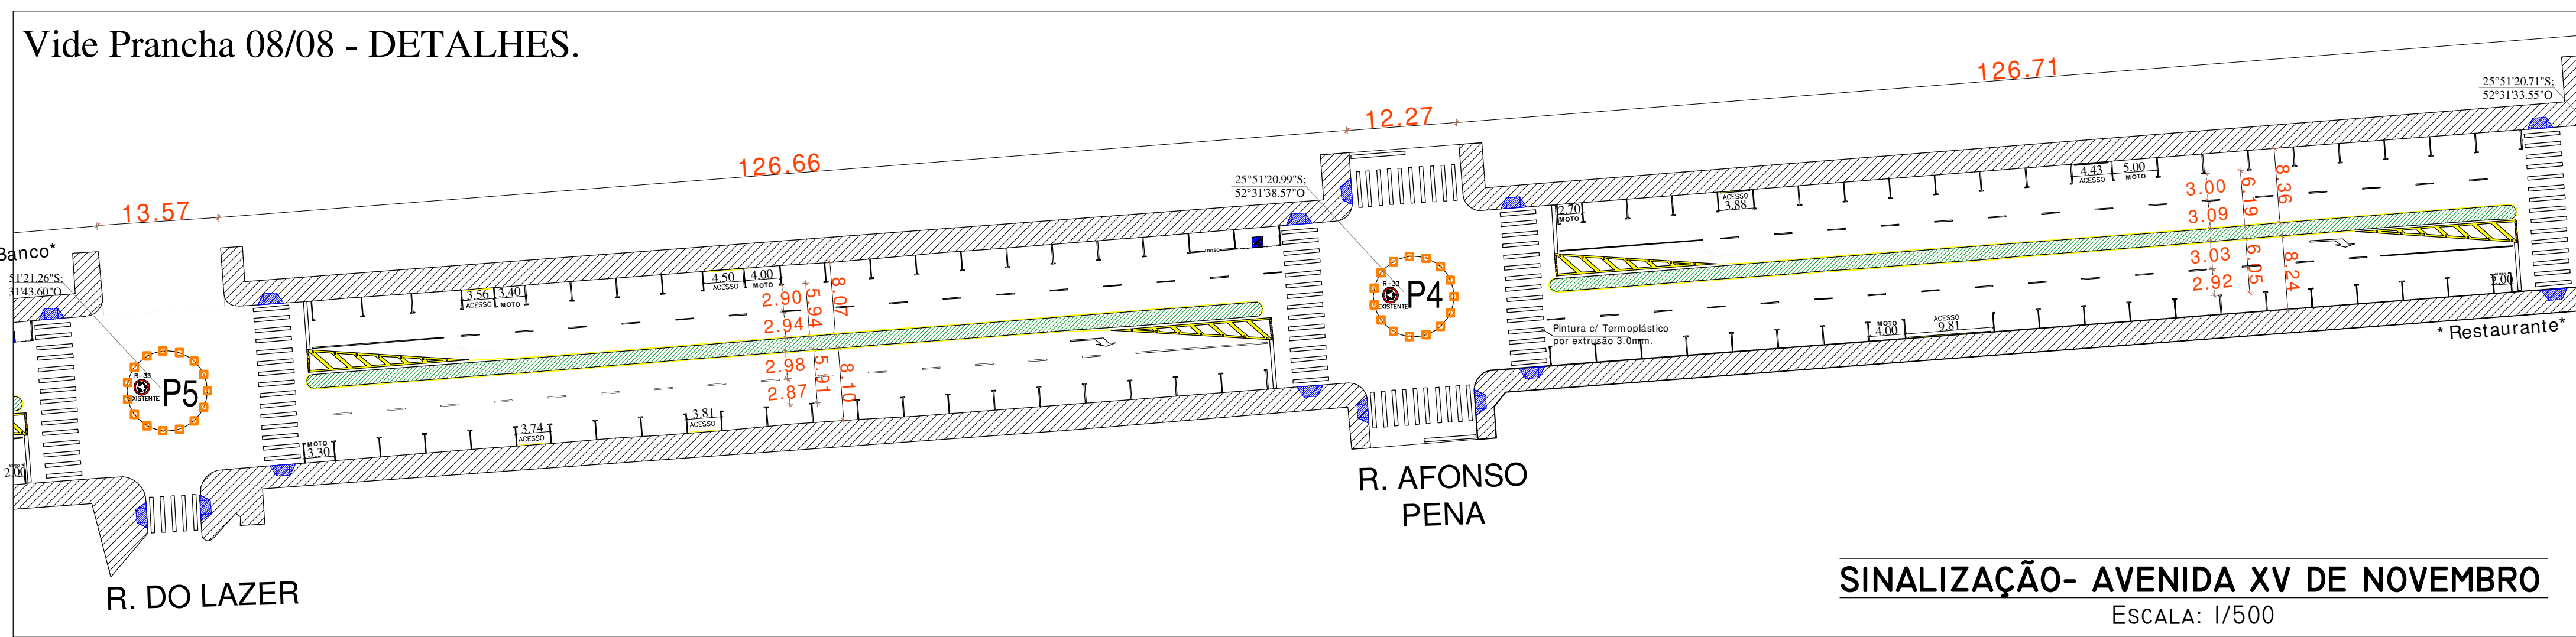 Vide Prancha 08/08 - DETALHES.
126.71
25°51'20.71"S;
52°31'33.55"O
12.27
126.66
13.57
25°51'20.99"S;
52°31'38.57"O
Banco*
51'21.26"S;
31'43.60"O
4.43
ACESSO
5.00
MOTO
ACESSO
3.88
2.70
MOTO
3.00
3.09
6.19
8.36
3.03
2.92
6.05
8.24
3.56
ACESSO
3.40
MOTO
4.50
ACESSO
4.00
MOTO
2.90
2.94
5.94
8.07
2.98
2.87
5.91
8.10
R-33
EXISTENTE
P4
R-33
EXISTENTE
P5
Pintura c/ Termoplástico
por extrusão 3.0mm.
MOTO
4.00
ACESSO
9.81
2.00
*Restaurante*
3.81
ACESSO
3.74
ACESSO
MOTO
3.30
2.00
R. AFONSO
PENA
R. DO LAZER
SINALIZAÇÃO- AVENIDA XV DE NOVEMBRO
ESCALA: 1/500